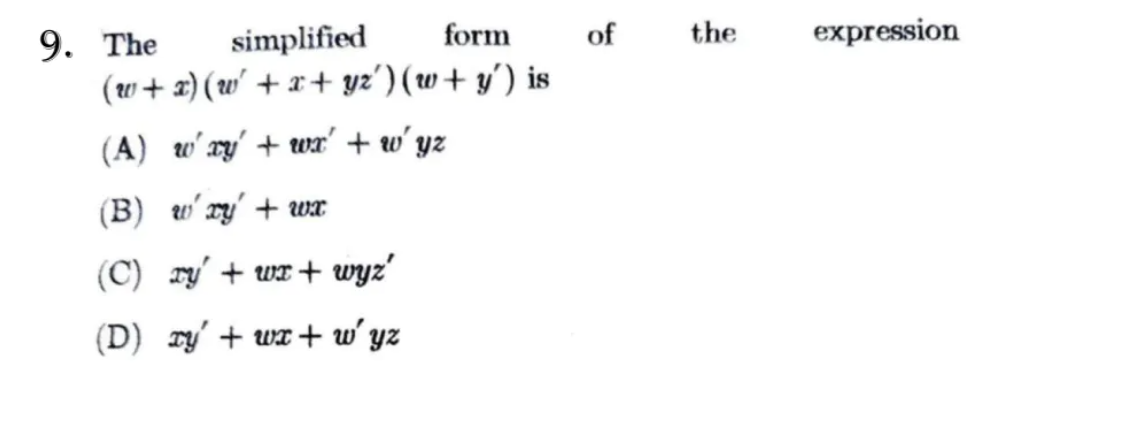 9. The simplified form of the expression
(w + x)(w′ + x + yz′)(w + y′) is
(A) w′xy′ + wx′ + w′yz
(B) w′xy′ + wx
(C) xy′ + wx + wyz′
(D) xy′ + wx + w′yz